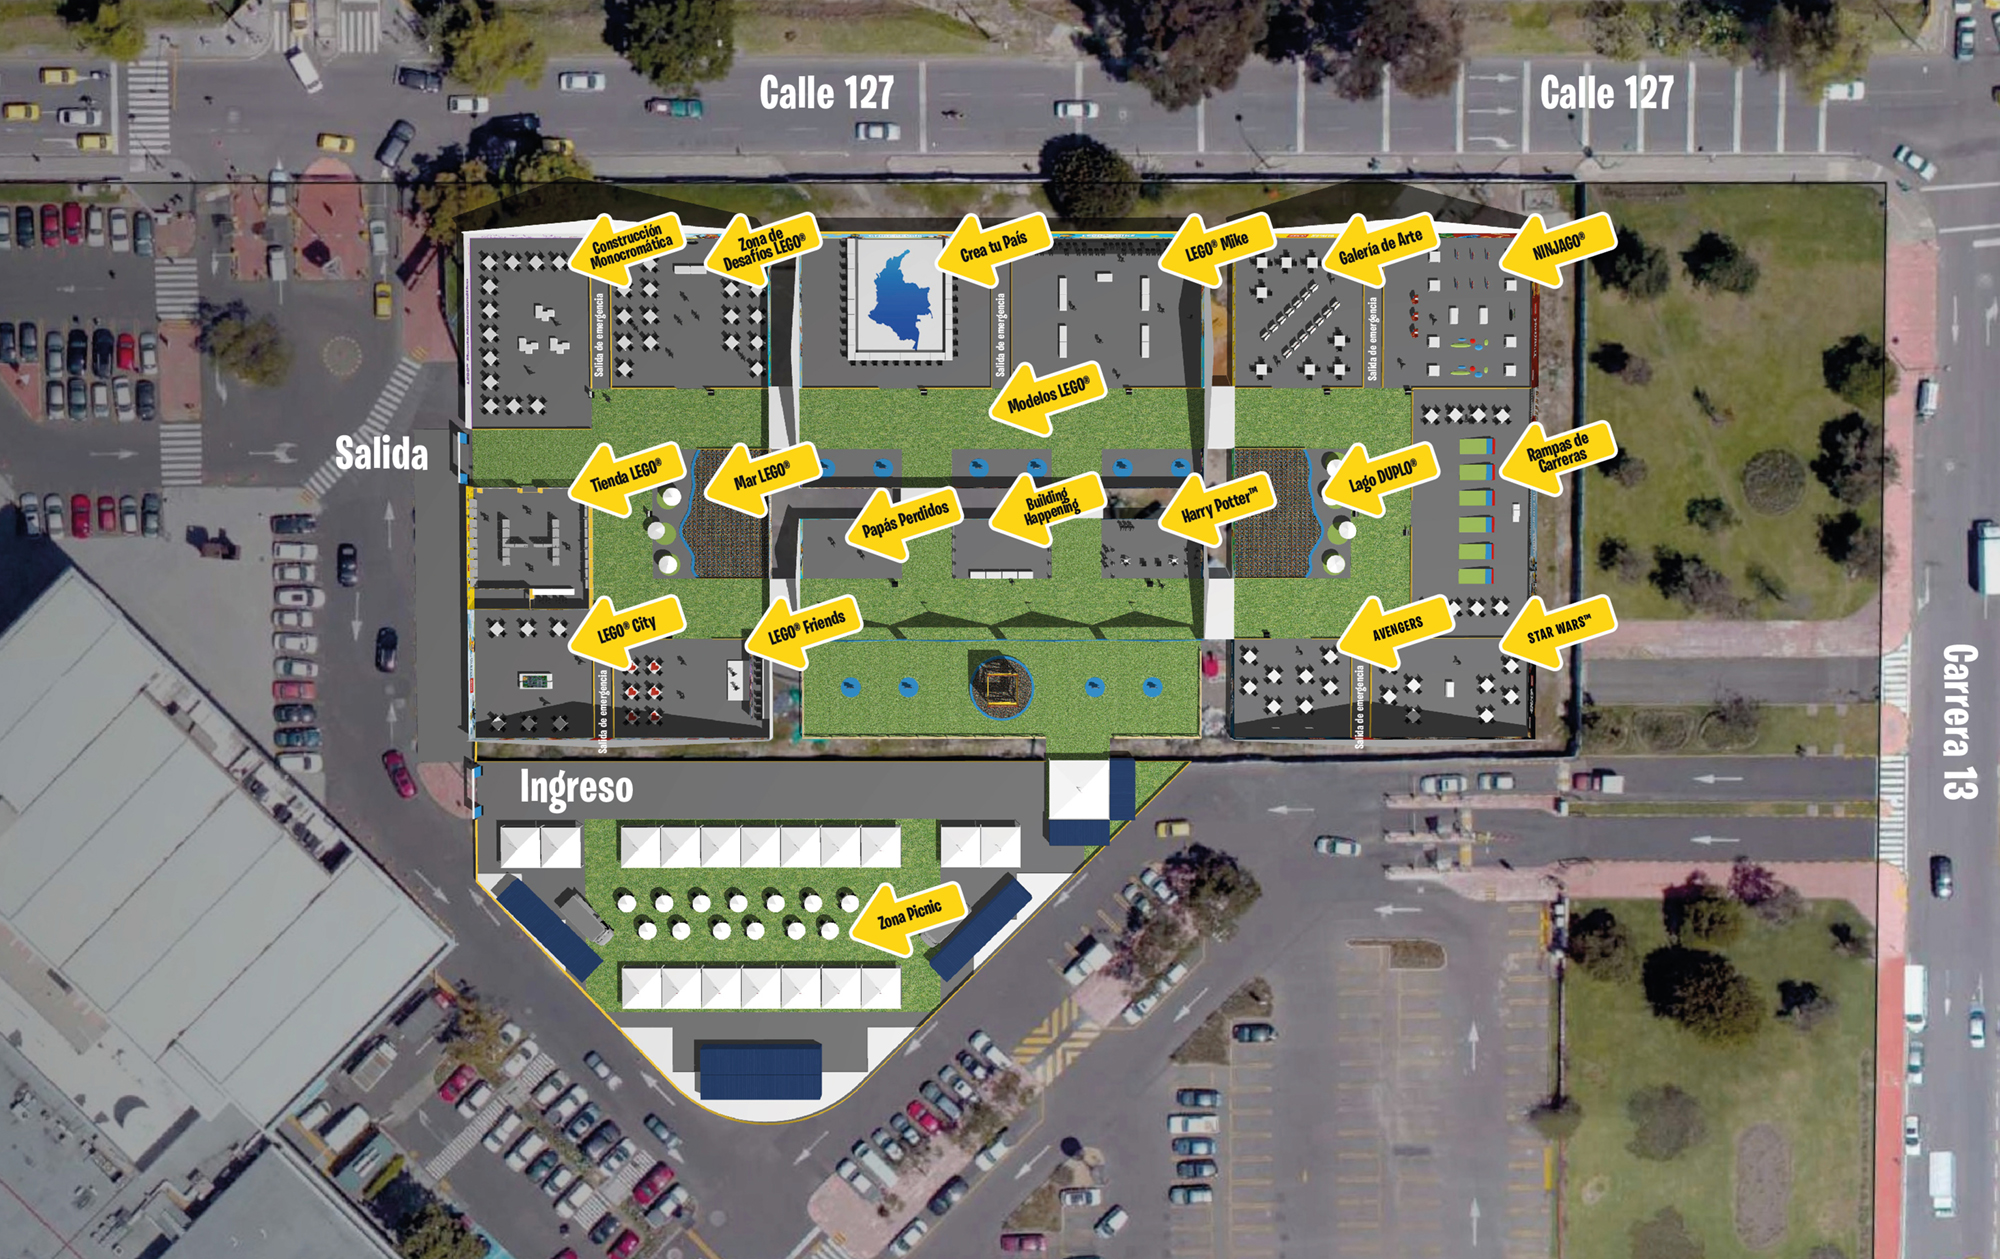 Calle 127
Calle 127
Construcción
Monocromática
Zona de
Desafíos LEGO®
Crea tu País
LEGO® Mike
Galería de Arte
NINJAGO®
Salida de emergencia
Salida de emergencia
Salida de emergencia
Modelos LEGO®
Salida
Tienda LEGO®
Mar LEGO®
Papás Perdidos
Building
Happening
Harry Potter™
Lago DUPLO®
Rampas de
Carreras
LEGO® City
LEGO® Friends
AVENGERS
STAR WARS™
Salida de emergencia
Salida de emergencia
Carrera 13
Ingreso
Zona Picnic